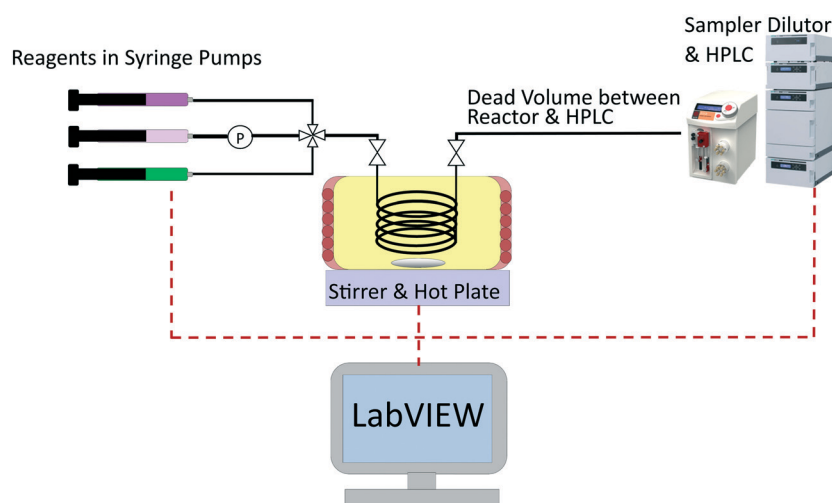 Sampler Dilutor
& HPLC
Reagents in Syringe Pumps
Dead Volume between
Reactor & HPLC
P
Stirrer & Hot Plate
LabVIEW